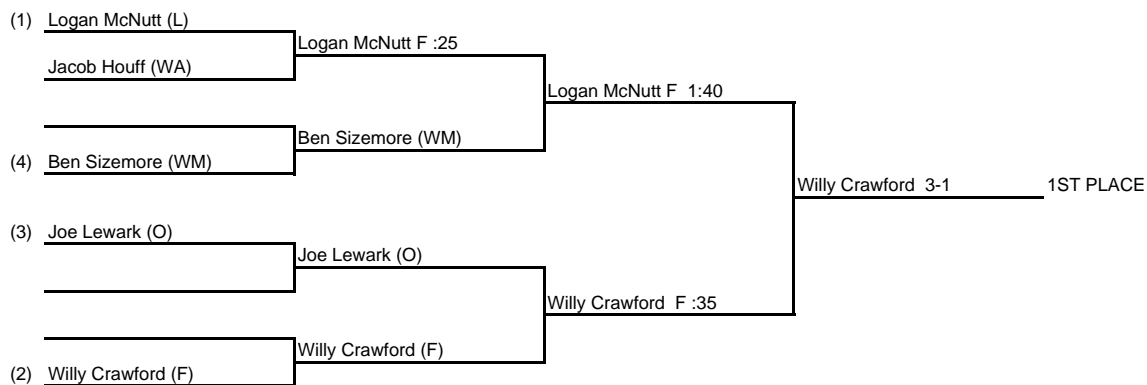 (1) Logan McNutt (L)
Logan McNutt F :25
Jacob Houff (WA)
Logan McNutt F 1:40
Ben Sizemore (WM)
(4) Ben Sizemore (WM)
Willy Crawford 3-1 1ST PLACE
(3) Joe Lewark (O)
Joe Lewark (O)
Willy Crawford F :35
Willy Crawford (F)
(2) Willy Crawford (F)